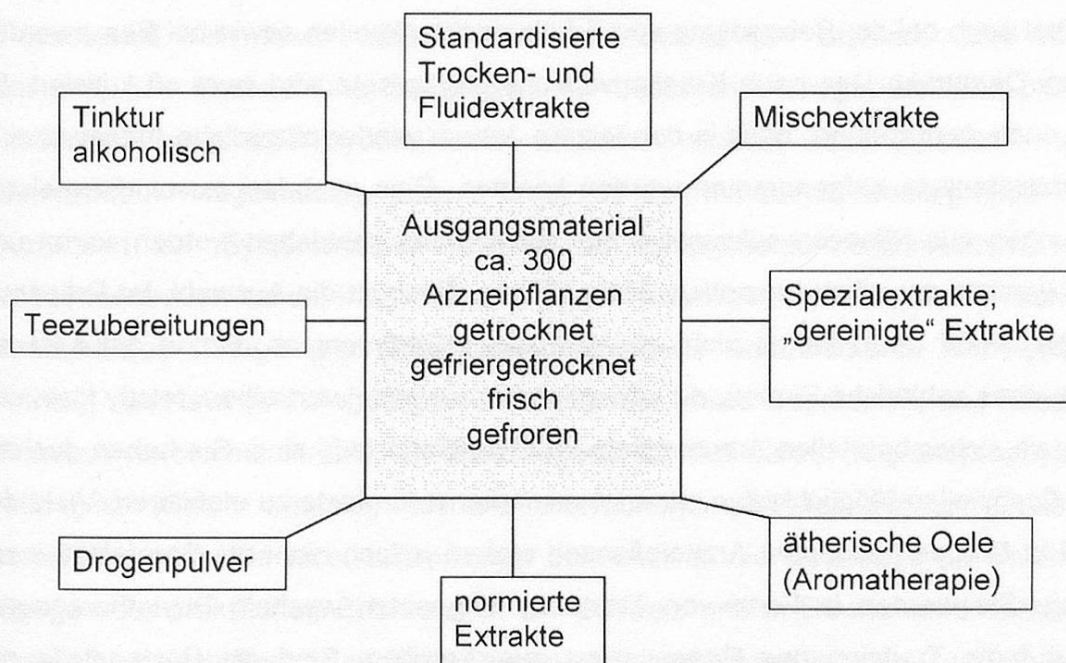 Standardisierte
Trocken- und
Fluidextrakte
Tinktur
alkoholisch
Mischextrakte
Ausgangsmaterial
ca. 300
Arzneipflanzen
getrocknet
gefriergetrocknet
frisch
gefroren
Teezubereitungen
Spezialextrakte;
„gereinigte“ Extrakte
Drogenpulver
normierte
Extrakte
ätherische Oele
(Aromatherapie)